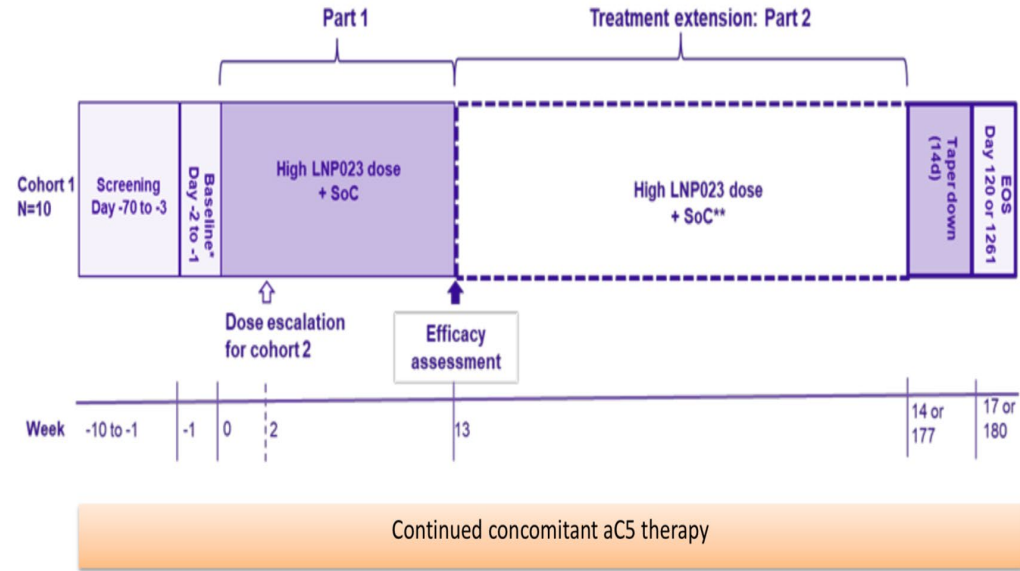 Part 1
Treatment extension: Part 2
Cohort 1
N=10
Screening
Day -70 to -3
Baseline*
Day -2 to -1
High LNP023 dose
+ SoC
High LNP023 dose
+ SoC**
Taper down
(14d)
EOS
Day 120 or 1261
Dose escalation
for cohort 2
Efficacy
assessment
Week
-10 to -1
-1
0
2
13
14 or
177
17 or
180
Continued concomitant aC5 therapy